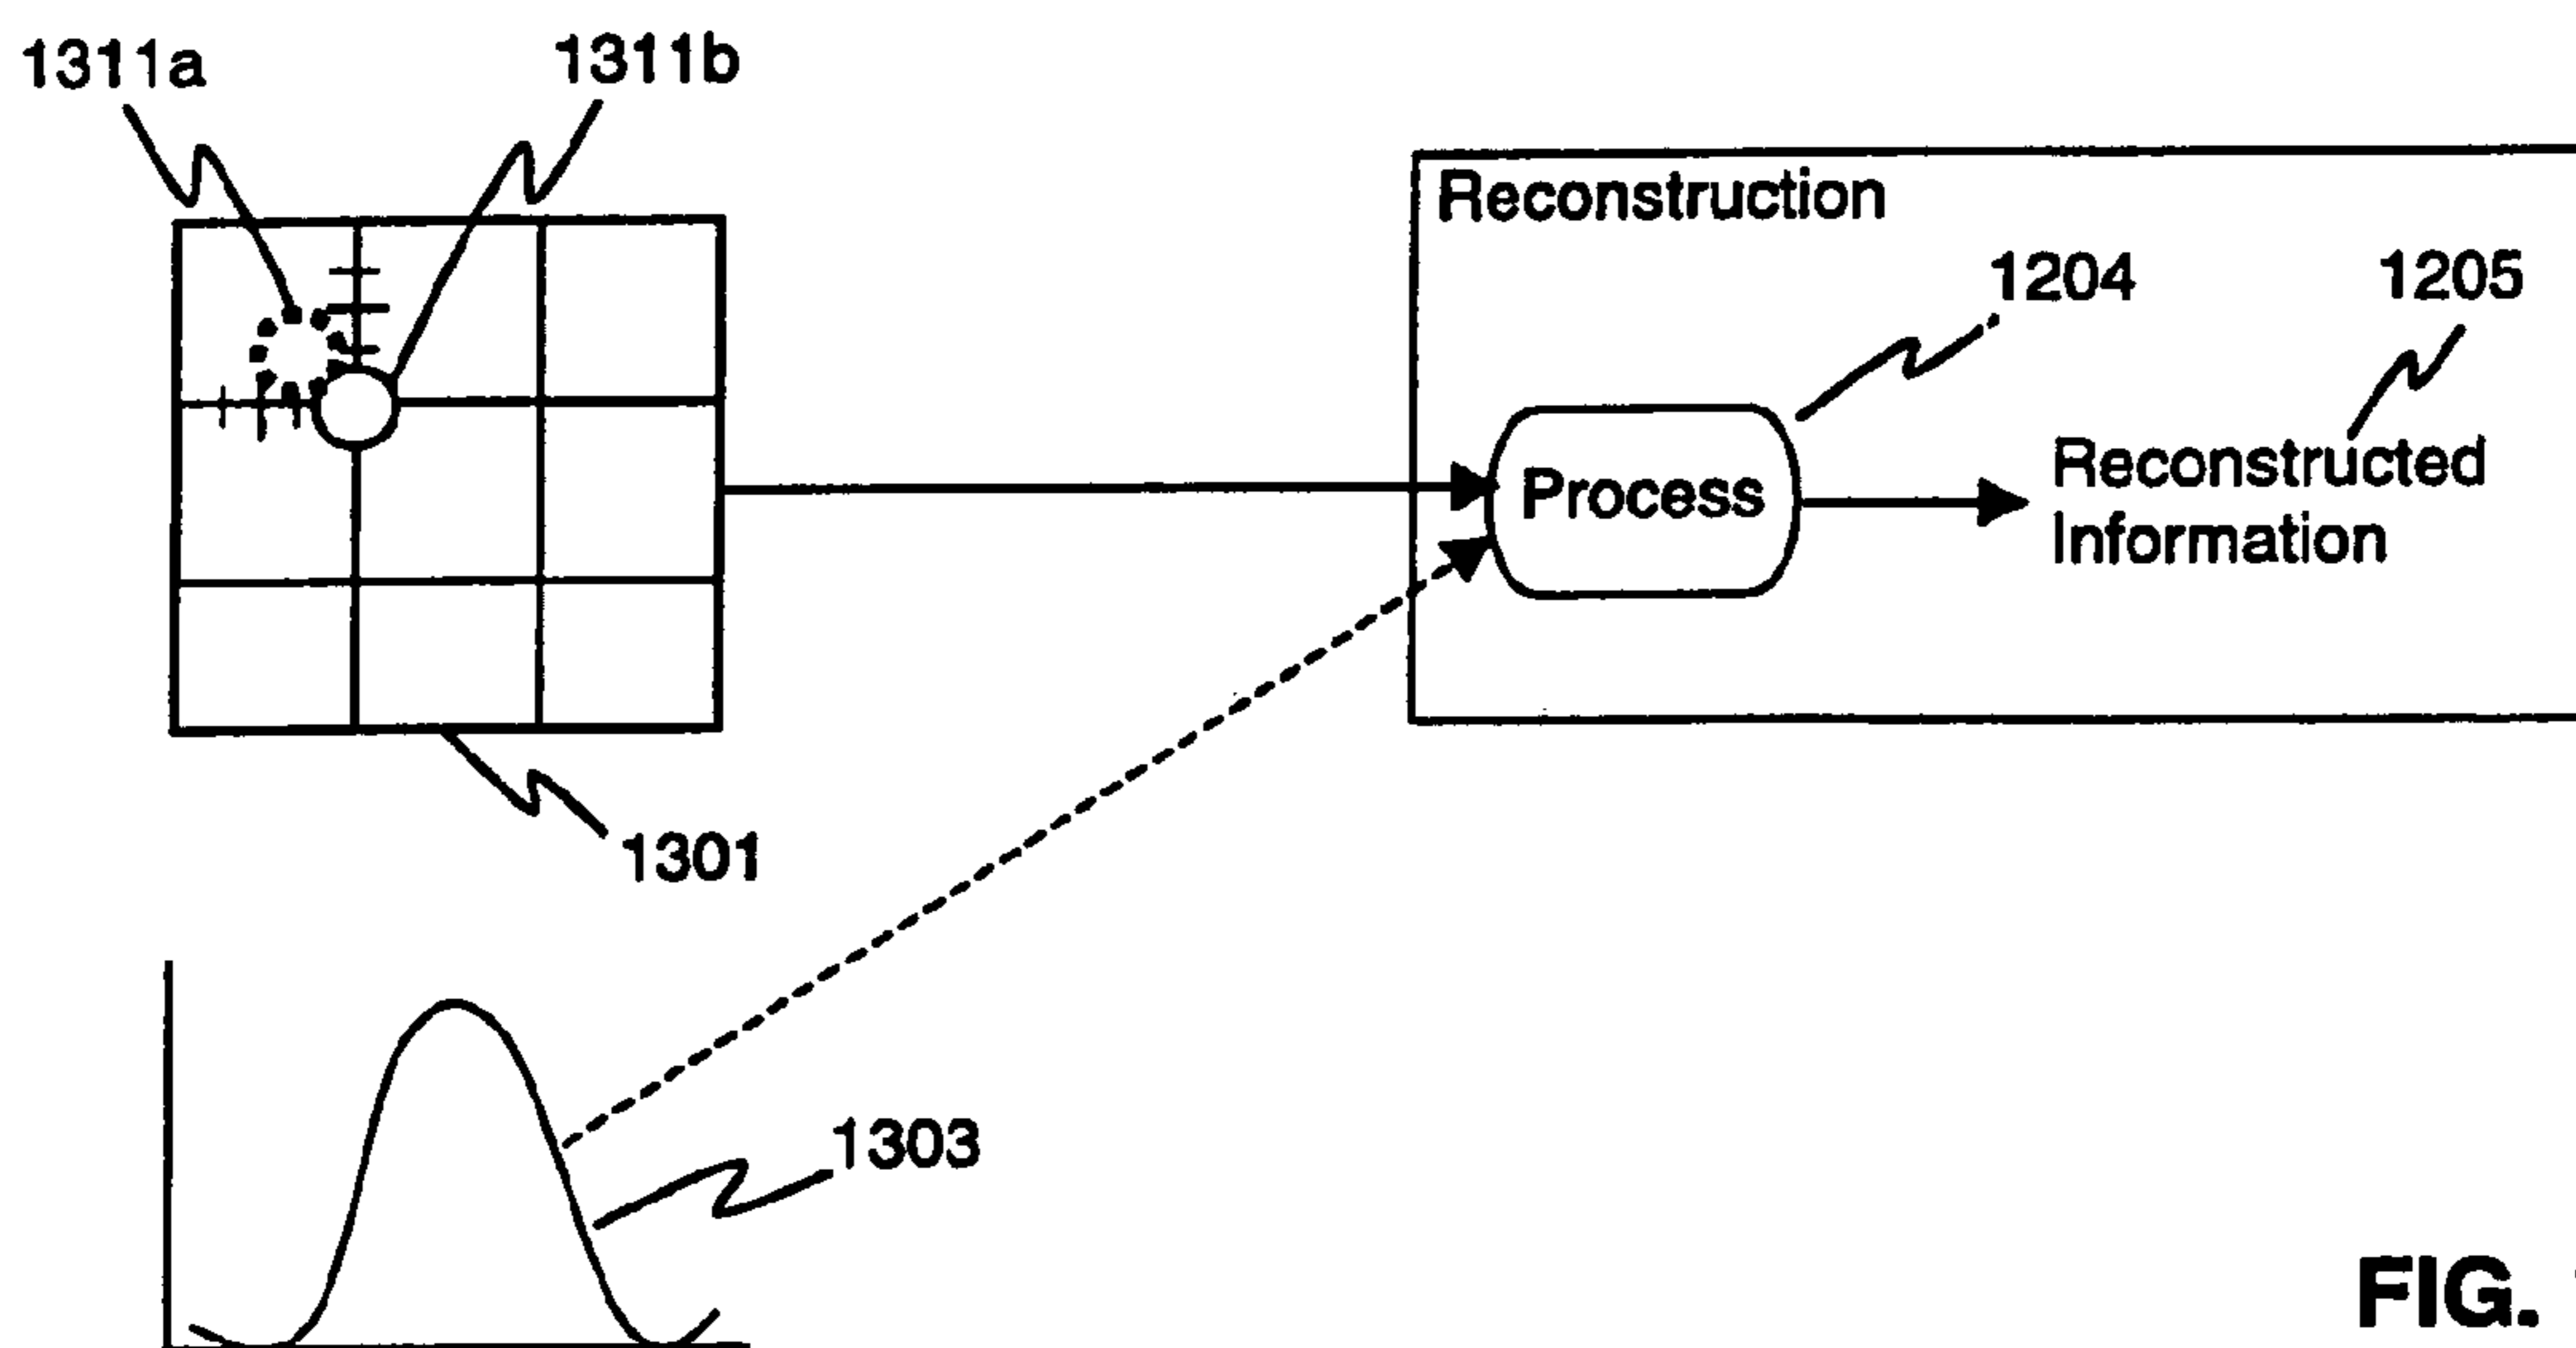 1311a
1311b
Reconstruction
1204
1205
Process
Reconstructed
Information
1301
1303
FIG.